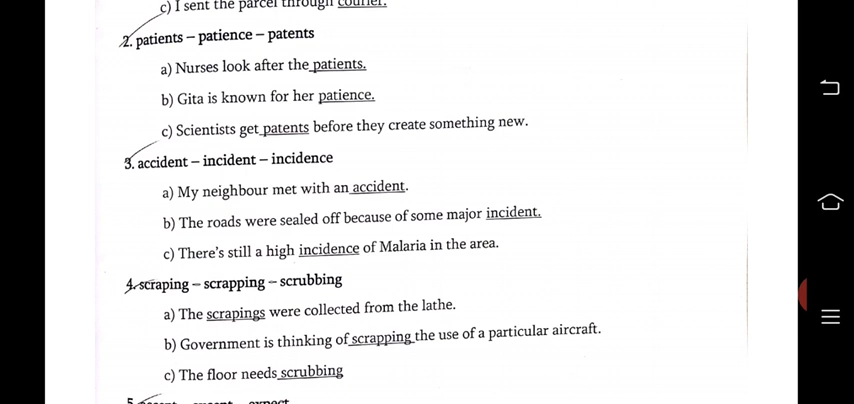 c) I sent the parcel through courier.
2. patients – patience – patents
a) Nurses look after the patients.
b) Gita is known for her patience.
c) Scientists get patents before they create something new.
3. accident – incident – incidence
a) My neighbour met with an accident.
b) The roads were sealed off because of some major incident.
c) There's still a high incidence of Malaria in the area.
4. scraping – scrapping – scrubbing
a) The scrapings were collected from the lathe.
b) Government is thinking of scrapping the use of a particular aircraft.
c) The floor needs scrubbing